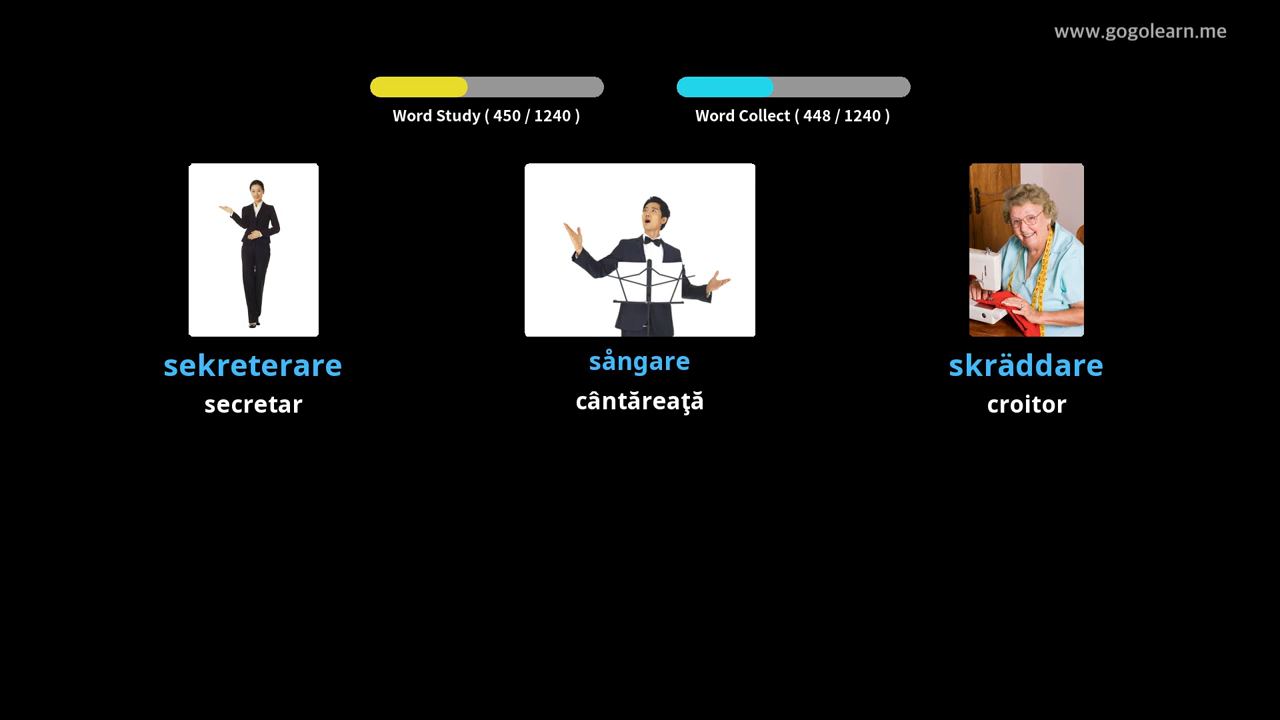 www.gogolearn.me
Word Study ( 450 / 1240 )
Word Collect ( 448 / 1240 )
sekreterare
secretar
sångare
cântăreaţă
skräddare
croitor